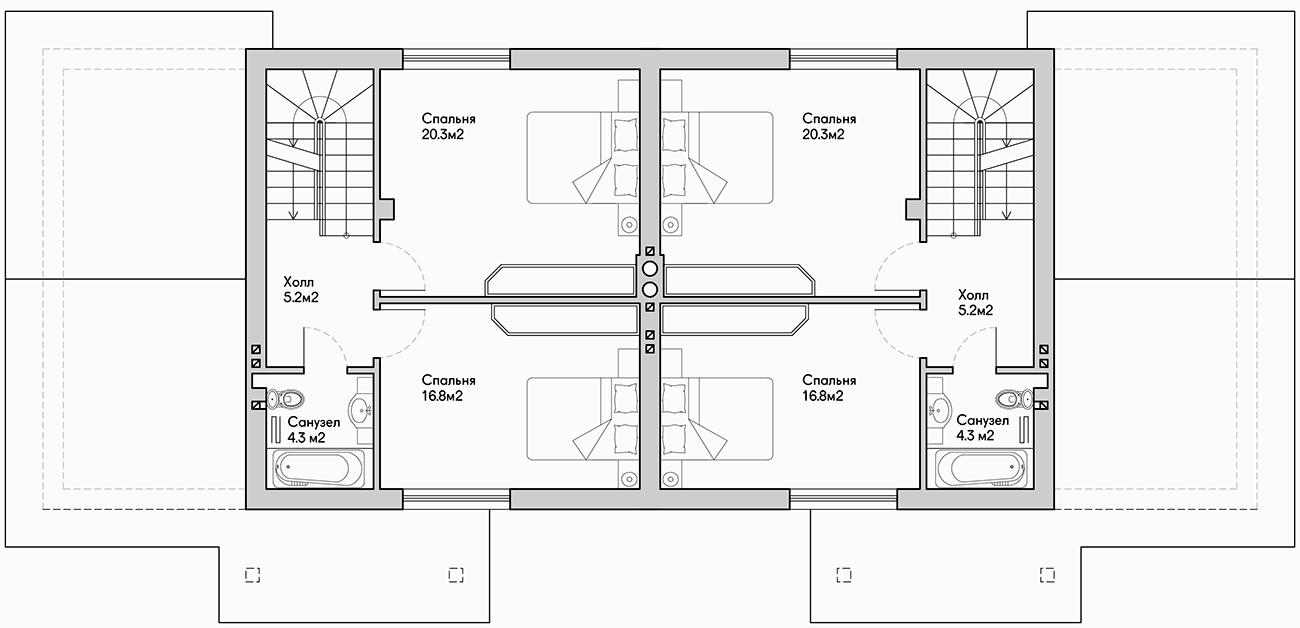 Спальня
20.3м2
Спальня
20.3м2
Холл
5.2м2
Холл
5.2м2
Спальня
16.8м2
Спальня
16.8м2
Санузел
4.3 м2
Санузел
4.3 м2